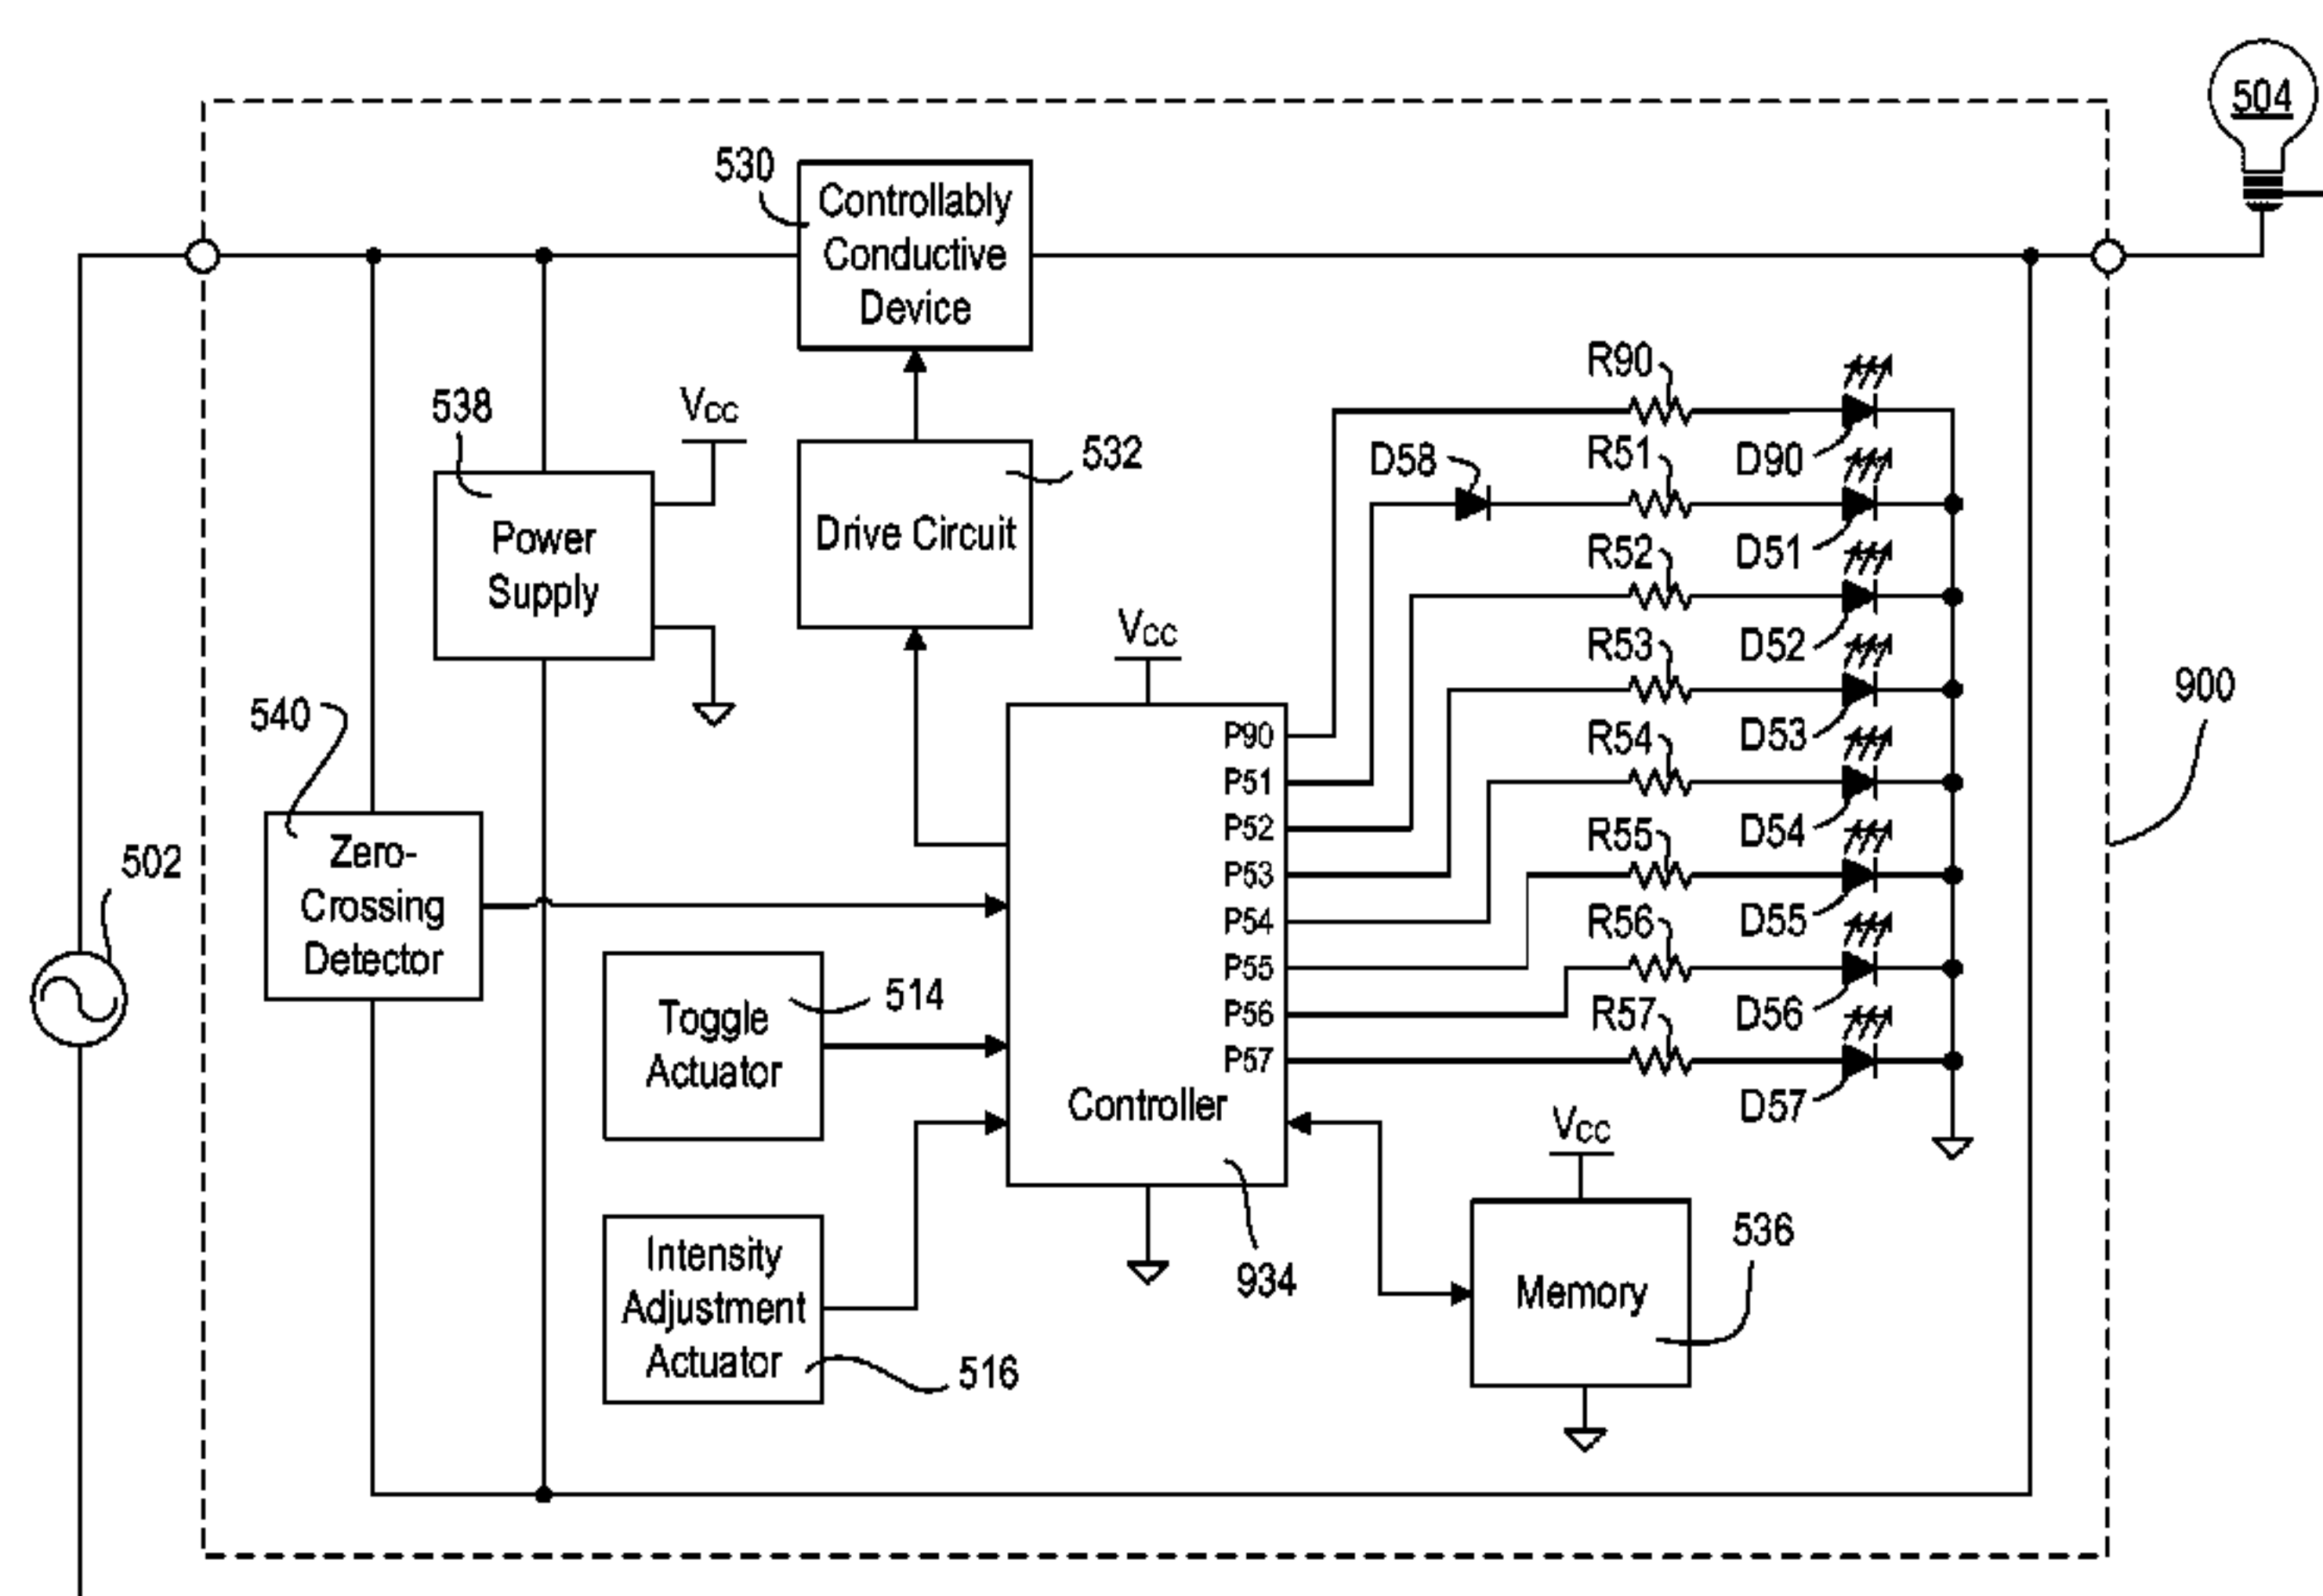 504
530
Controllably
Conductive
Device
R90
538
VCC
532
D58
R51
D90
Drive Circuit
Power
Supply
R52
D51
VCC
R53
D52
540
900
P90
R54
D53
P51
P52
R55
D54
502
Zero-
Crossing
Detector
P53
P54
R56
D55
P55
514
Toggle
Actuator
P56
R57
D56
P57
Controller
D57
VCC
Intensity
Adjustment
Actuator
934
536
Memory
516